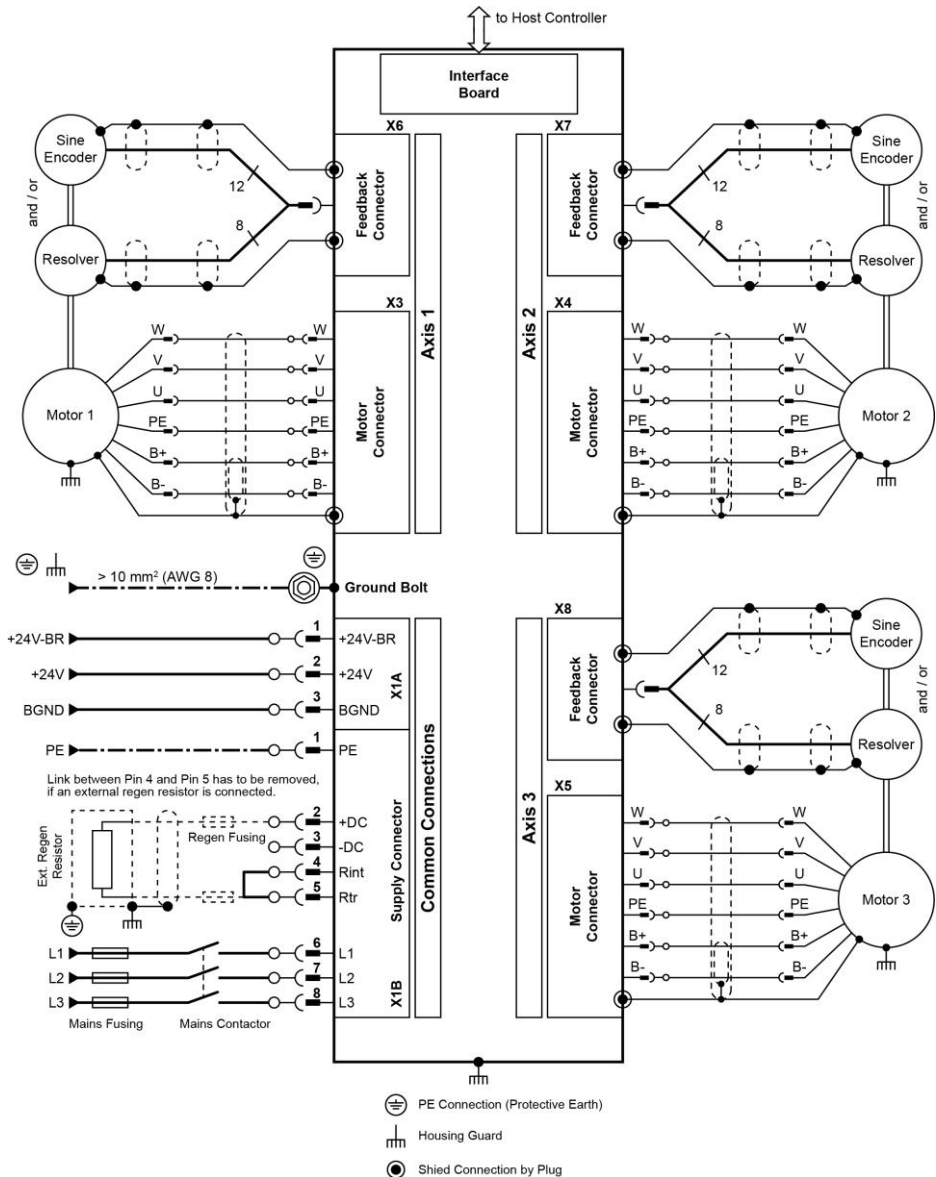 to Host Controller
Interface
Board
X6
X7
Sine
Encoder
and / or
Resolver
12
8
Feedback
Connector
Feedback
Connector
12
8
Sine
Encoder
and / or
Resolver
X3
Axis 1
Axis 2
X4
Motor 1
W
V
U
PE
B+
B-
W
V
U
PE
B+
B-
Motor
Connector
Motor
Connector
W
V
U
PE
B+
B-
W
V
U
PE
B+
B-
Motor 2
> 10 mm² (AWG 8)
Ground Bolt
+24V-BR
1
+24V-BR
+24V
2
+24V
BGND
3
BGND
X1A
PE
1
PE
Link between Pin 4 and Pin 5 has to be removed,
if an external regen resistor is connected.
Ext. Regen
Resistor
Regen Fusing
2
+DC
3
-DC
4
Rint
5
Rtr
Supply Connector
Common Connections
L1
6
L1
L2
7
L2
L3
8
L3
X1B
Mains Fusing
Mains Contactor
X8
Axis 3
Feedback
Connector
12
8
Sine
Encoder
and / or
Resolver
X5
Motor
Connector
W
V
U
PE
B+
B-
W
V
U
PE
B+
B-
Motor 3
PE Connection (Protective Earth)
Housing Guard
Shied Connection by Plug